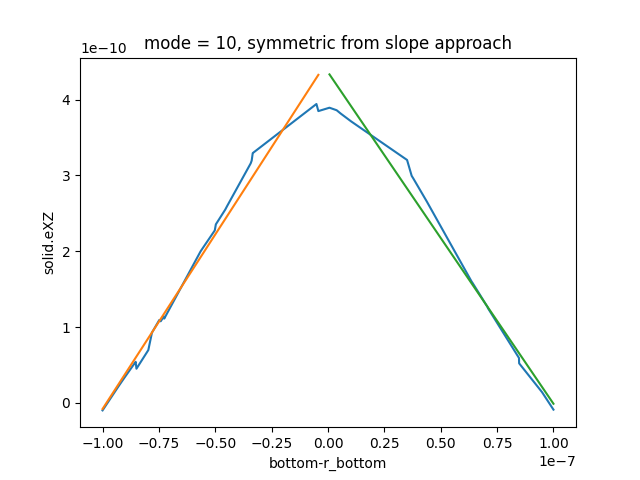 mode = 10, symmetric from slope approach
1e−10
4
3
2
1
0
solid.eXZ
−1.00 −0.75 −0.50 −0.25 0.00 0.25 0.50 0.75 1.00
bottom-r_bottom
1e−7